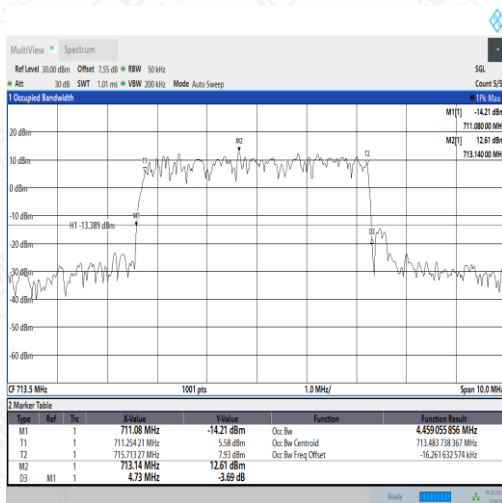 MultiView Spectrum
Ref Level 30.00 dBm Offset 7.55 dB RBW 50 kHz SGL
Att 30 dB SWT 1.01 ms VBW 200 kHz Mode Auto Sweep Count 5/5
1 Occupied Bandwidth 1Pk Max
M1[1] -14.21 dBm
711.080 00 MHz
M2[1] 12.61 dBm
713.140 00 MHz
20 dBm
M2
T1
T2
10 dBm
0 dBm
-10 dBm
M1
H1 -13.389 dBm
D3
-20 dBm
-30 dBm
-40 dBm
-50 dBm
-60 dBm
CF 713.5 MHz 1001 pts 1.0 MHz/ Span 10.0 MHz
2 Marker Table
Type Ref Trc X-Value Y-Value Function Function Result
M1 1 711.08 MHz -14.21 dBm Occ Bw 4.459 055 856 MHz
T1 1 711.254 21 MHz 5.58 dBm Occ Bw Centroid 713.483 738 367 MHz
T2 1 715.713 27 MHz 7.93 dBm Occ Bw Freq Offset -16.261 632 574 kHz
M2 1 713.14 MHz 12.61 dBm
D3 M1 1 4.73 MHz -3.69 dB
Ready